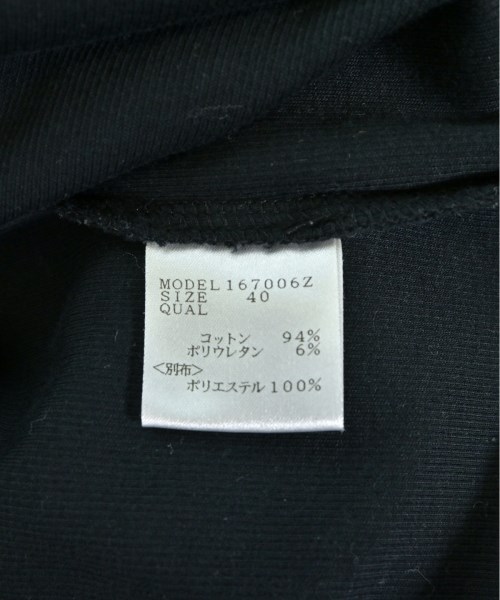 MODEL 167006Z
SIZE 40
QUAL
コットン 94%
ポリウレタン 6%
<別布>
ポリエステル 100%